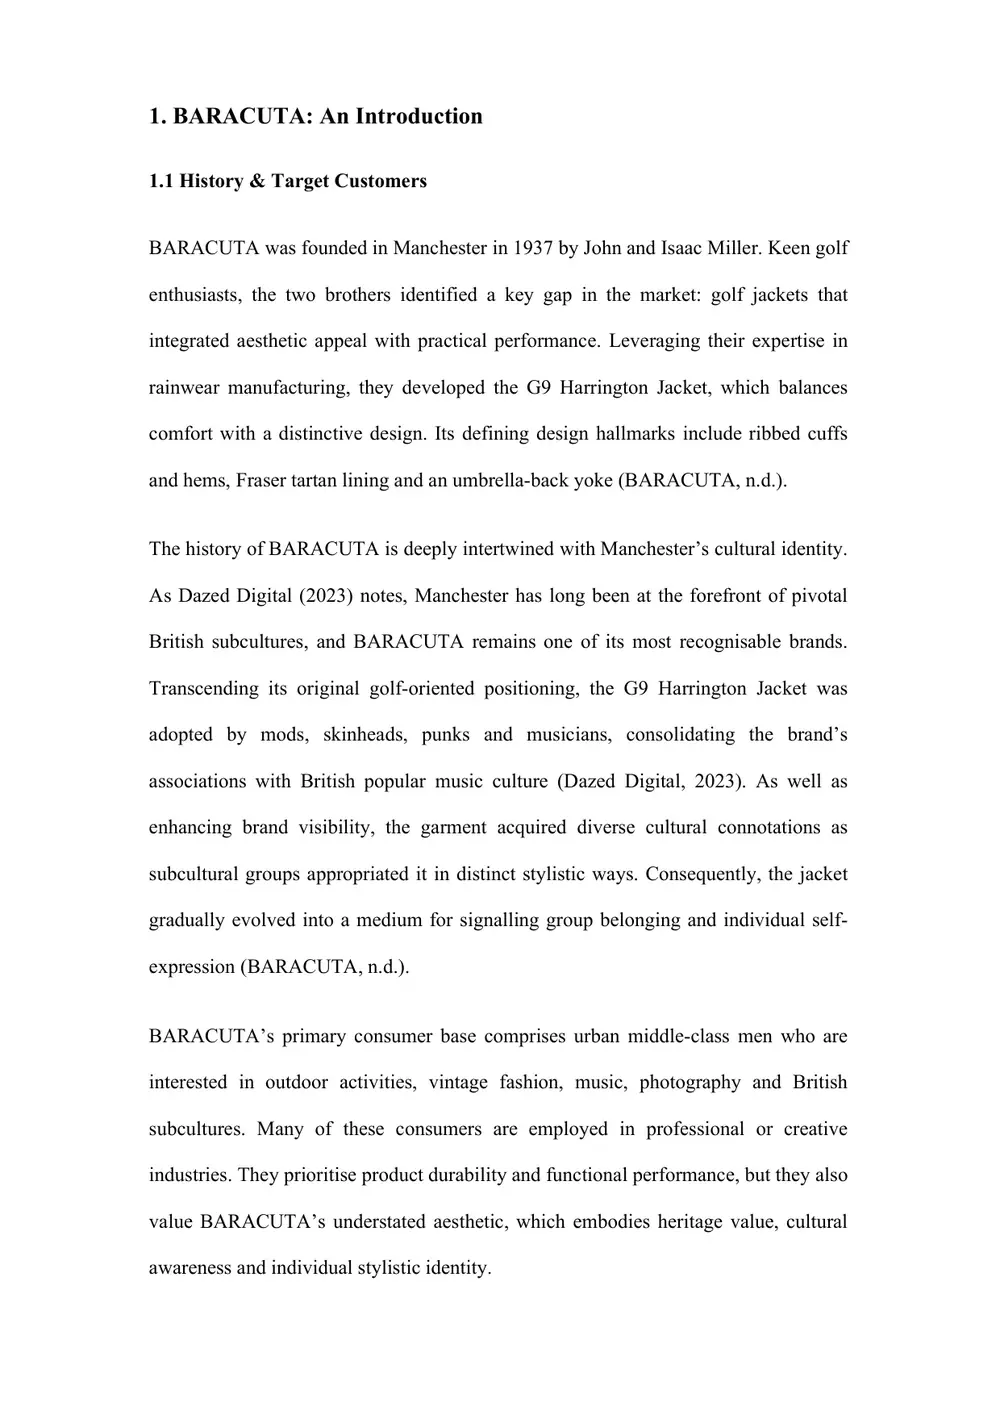 1. BARACUTA: An Introduction
1.1 History & Target Customers
BARACUTA was founded in Manchester in 1937 by John and Isaac Miller. Keen golf
enthusiasts, the two brothers identified a key gap in the market: golf jackets that
integrated aesthetic appeal with practical performance. Leveraging their expertise in
rainwear manufacturing, they developed the G9 Harrington Jacket, which balances
comfort with a distinctive design. Its defining design hallmarks include ribbed cuffs
and hems, Fraser tartan lining and an umbrella-back yoke (BARACUTA, n.d.).
The history of BARACUTA is deeply intertwined with Manchester’s cultural identity.
As Dazed Digital (2023) notes, Manchester has long been at the forefront of pivotal
British subcultures, and BARACUTA remains one of its most recognisable brands.
Transcending its original golf-oriented positioning, the G9 Harrington Jacket was
adopted by mods, skinheads, punks and musicians, consolidating the brand’s
associations with British popular music culture (Dazed Digital, 2023). As well as
enhancing brand visibility, the garment acquired diverse cultural connotations as
subcultural groups appropriated it in distinct stylistic ways. Consequently, the jacket
gradually evolved into a medium for signalling group belonging and individual self-
expression (BARACUTA, n.d.).
BARACUTA’s primary consumer base comprises urban middle-class men who are
interested in outdoor activities, vintage fashion, music, photography and British
subcultures. Many of these consumers are employed in professional or creative
industries. They prioritise product durability and functional performance, but they also
value BARACUTA’s understated aesthetic, which embodies heritage value, cultural
awareness and individual stylistic identity.